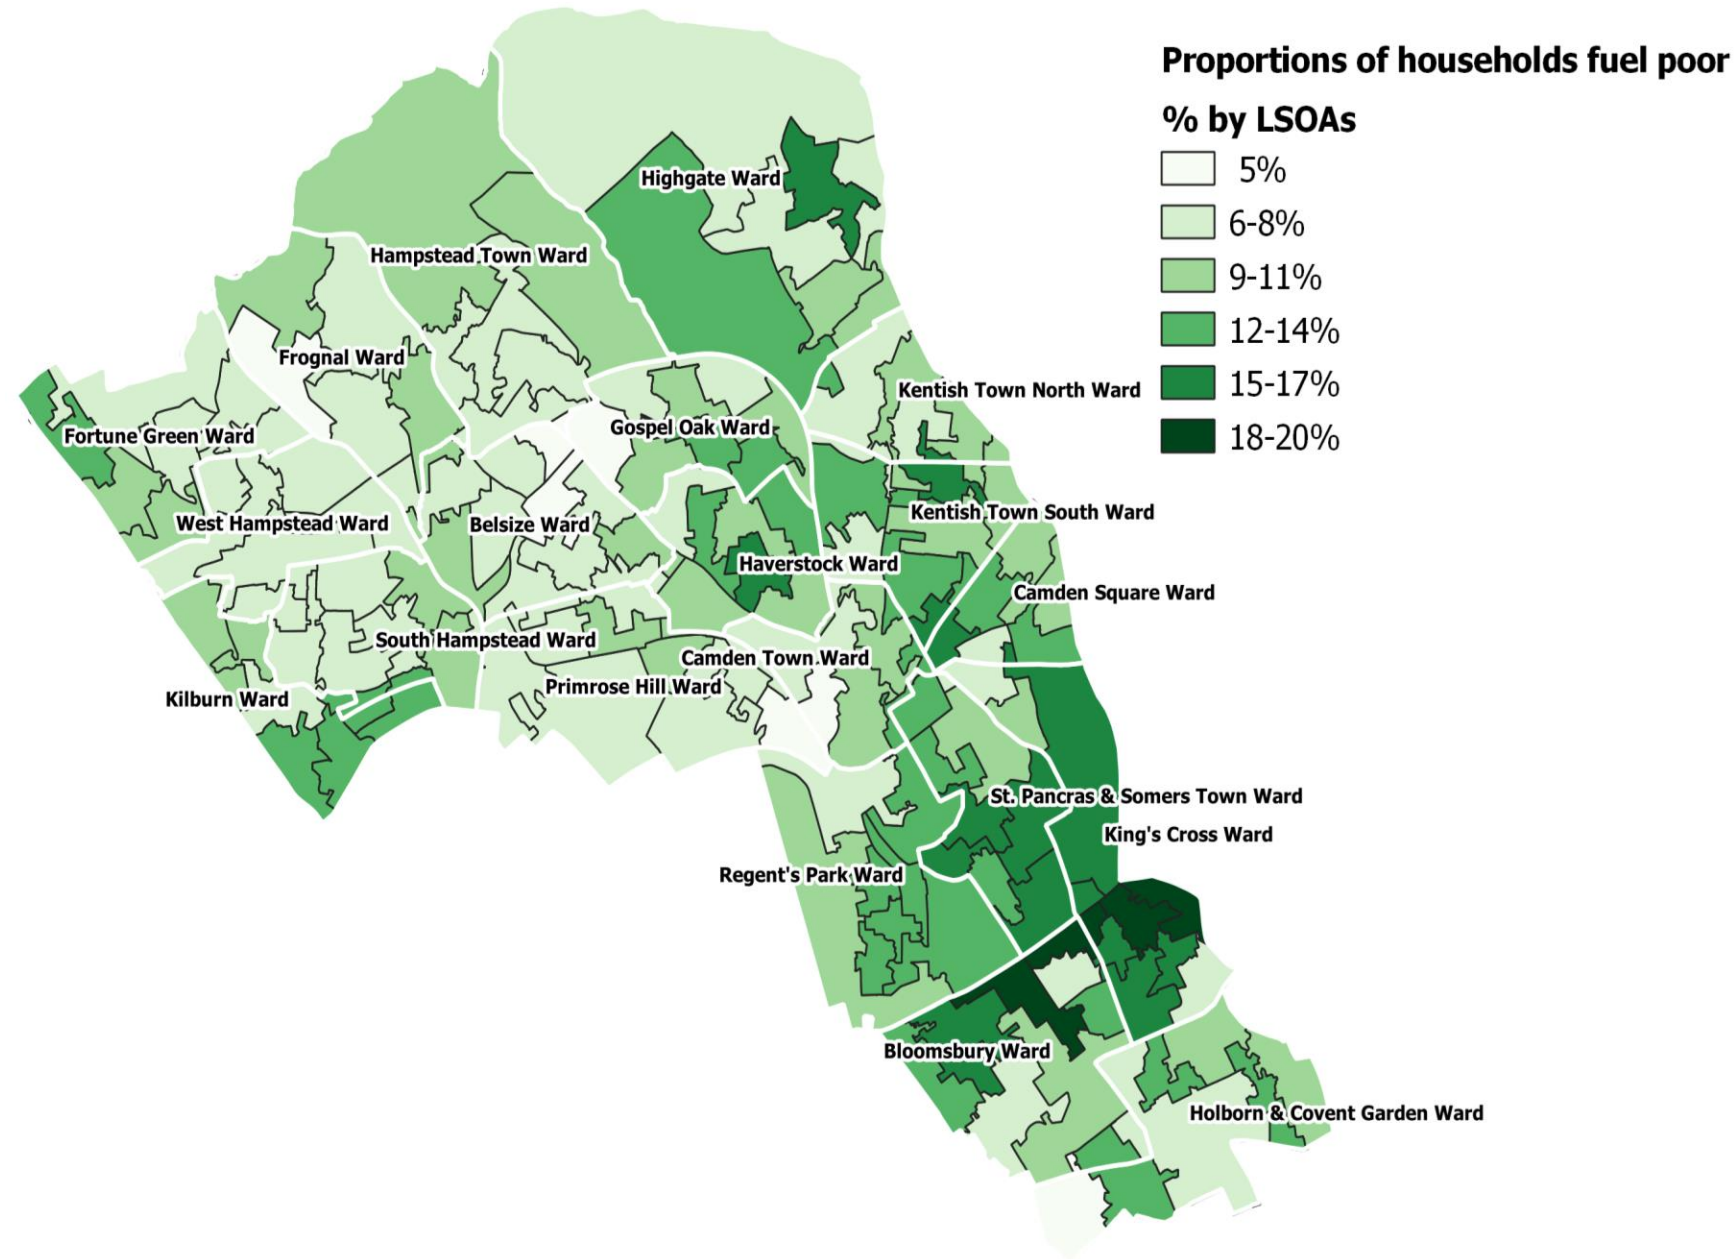 Proportions of households fuel poor
% by LSOAs
5%
6-8%
9-11%
12-14%
15-17%
18-20%
Highgate Ward
Hampstead Town Ward
Frognal Ward
Kentish Town North Ward
Gospel Oak Ward
Fortune Green Ward
Kentish Town South Ward
West Hampstead Ward
Belsize Ward
Haverstock Ward
Camden Square Ward
South Hampstead Ward
Camden Town Ward
Primrose Hill Ward
Kilburn Ward
St. Pancras & Somers Town Ward
King's Cross Ward
Regent's Park Ward
Bloomsbury Ward
Holborn & Covent Garden Ward